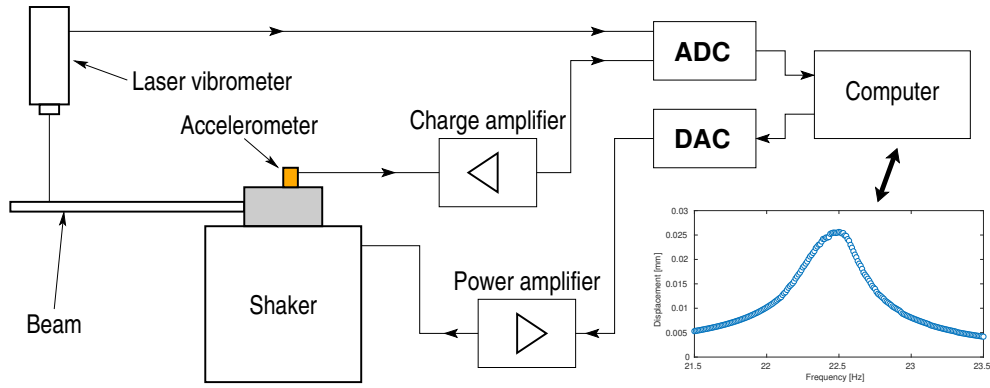 Laser vibrometer
Accelerometer
Charge amplifier
ADC
DAC
Computer
Beam
Shaker
Power amplifier
0.03
0.025
0.02
0.015
0.01
0.005
0
Displacement [mm]
21.5 22 22.5 23 23.5
Frequency [Hz]